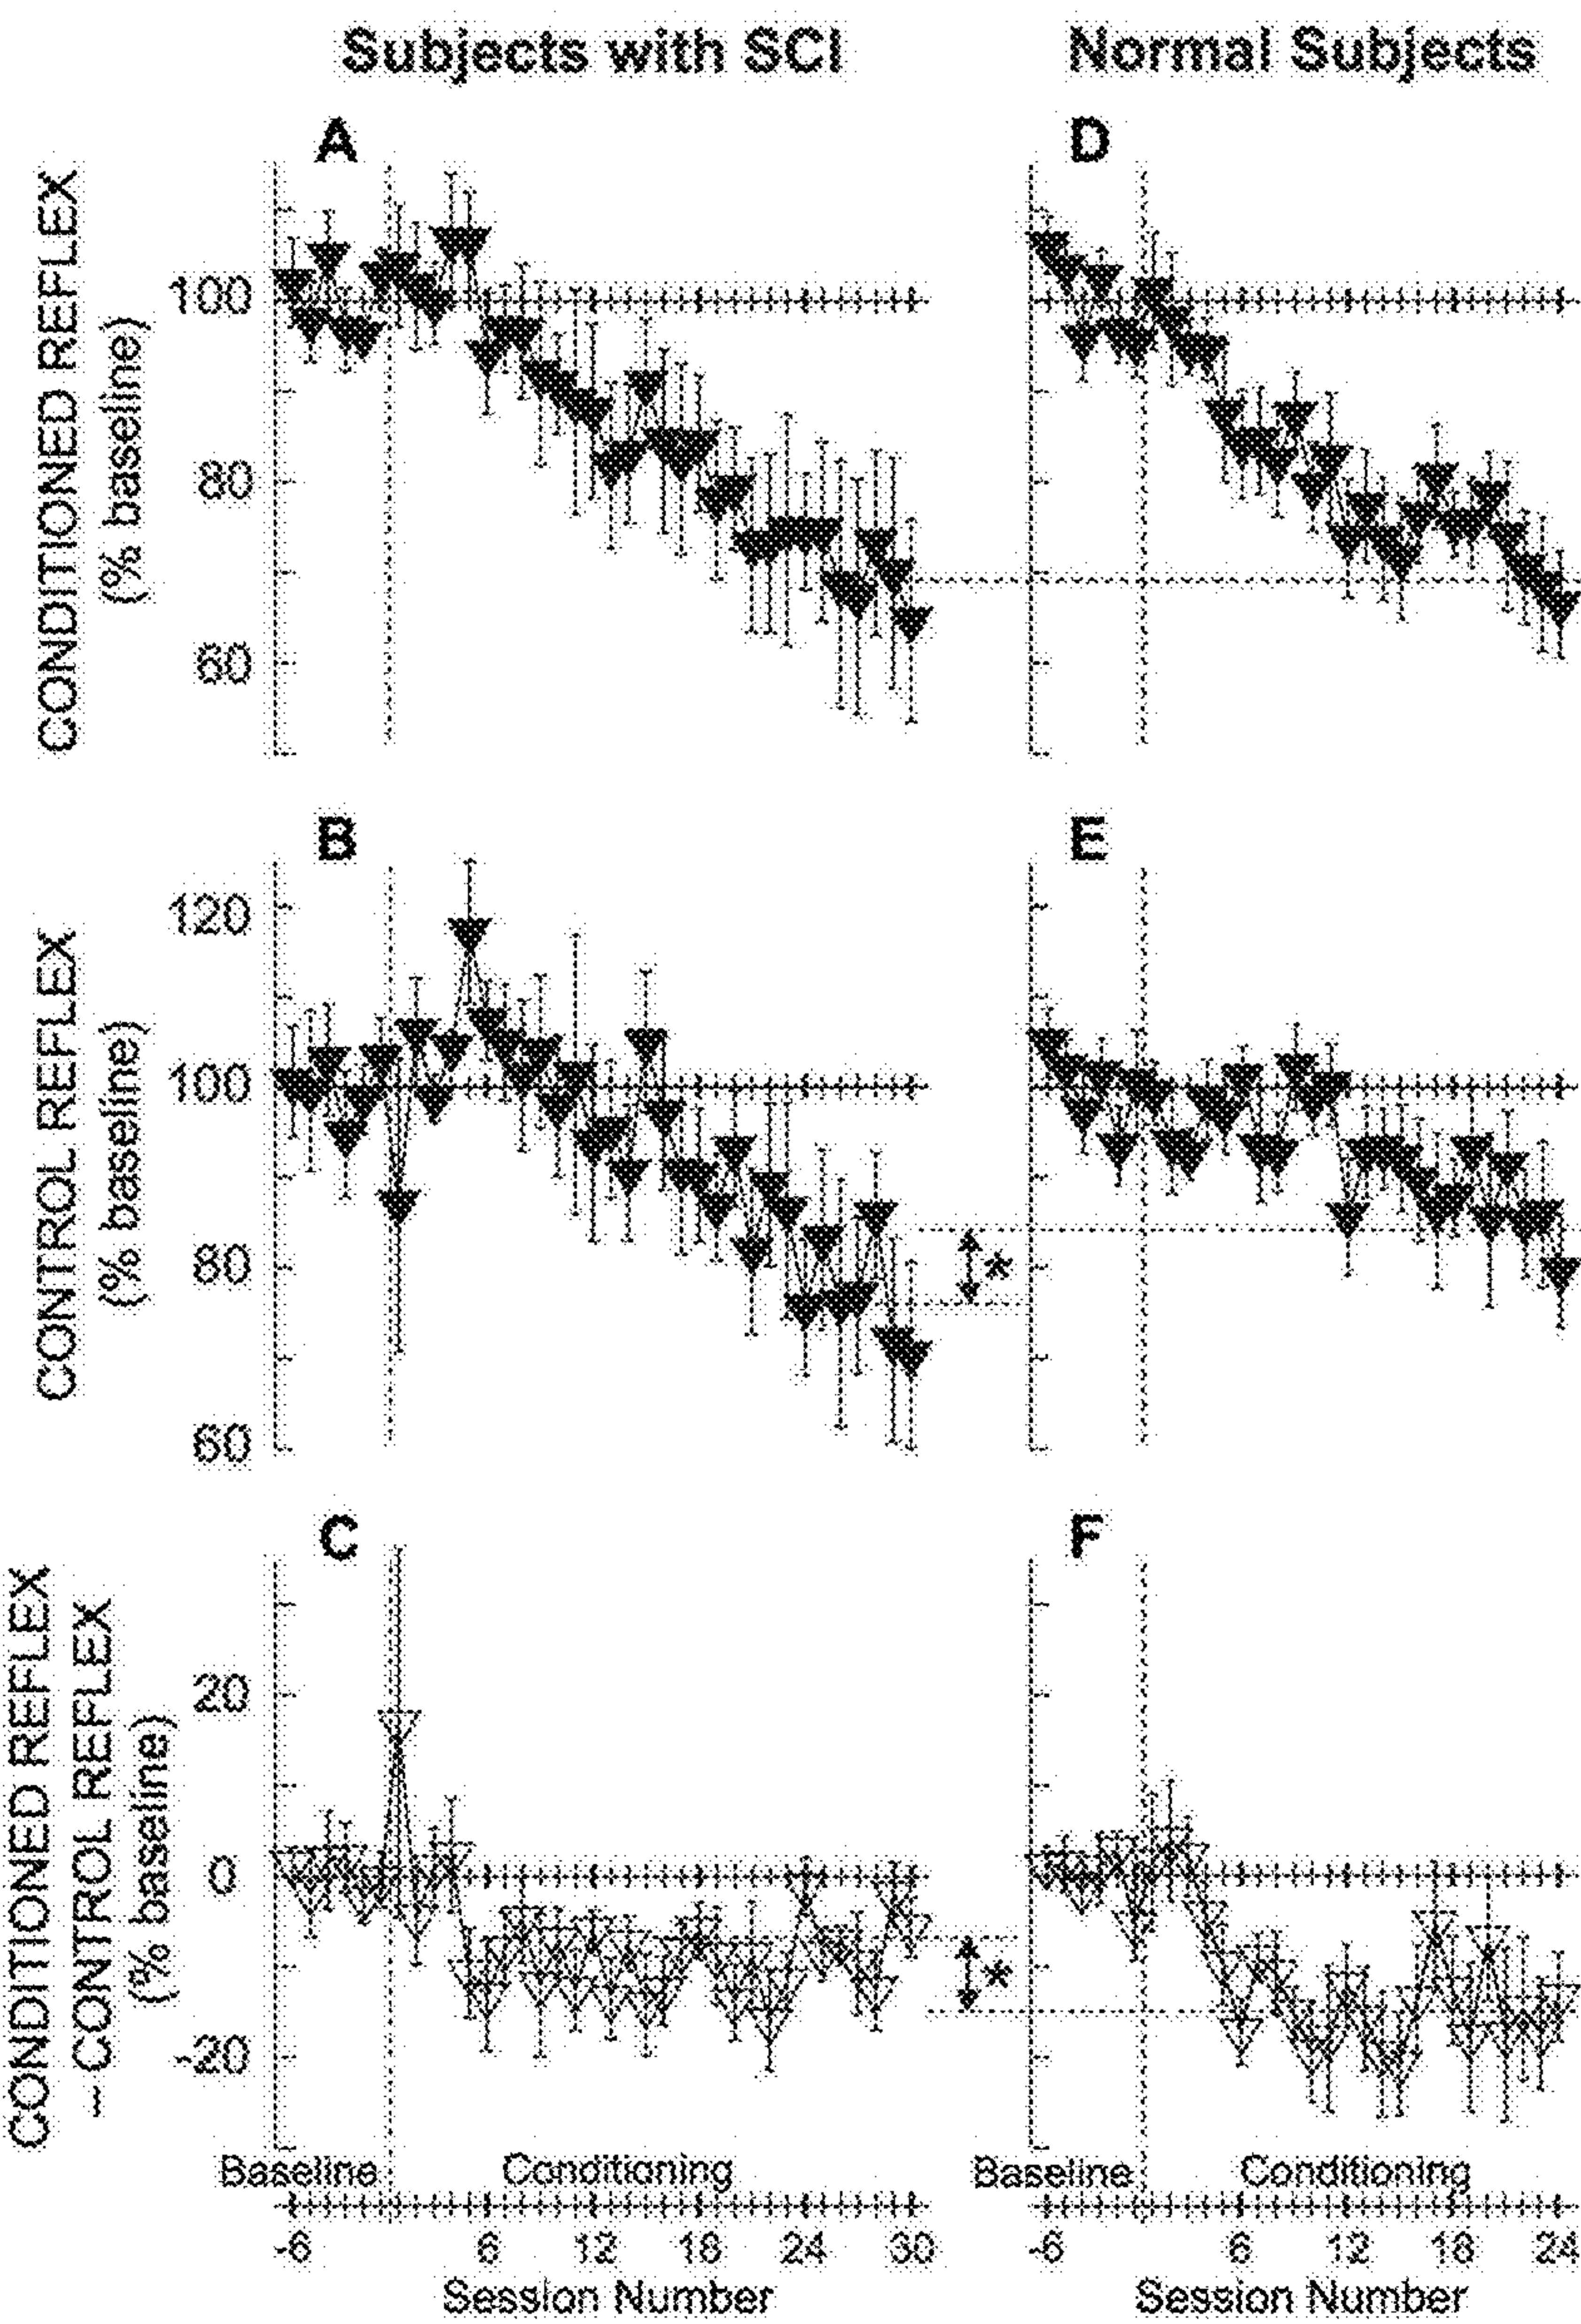 Subjects with SCI
Normal Subjects
A
D
CONDITIONED REFLEX
(% baseline)
100
80
60
B
E
CONTROL REFLEX
(% baseline)
120
100
80
60
*
C
F
CONDITIONED REFLEX
– CONTROL REFLEX
(% baseline)
20
0
-20
*
Baseline
Conditioning
Baseline
Conditioning
-6 6 12 18 24 30
-6 6 12 18 24
Session Number
Session Number